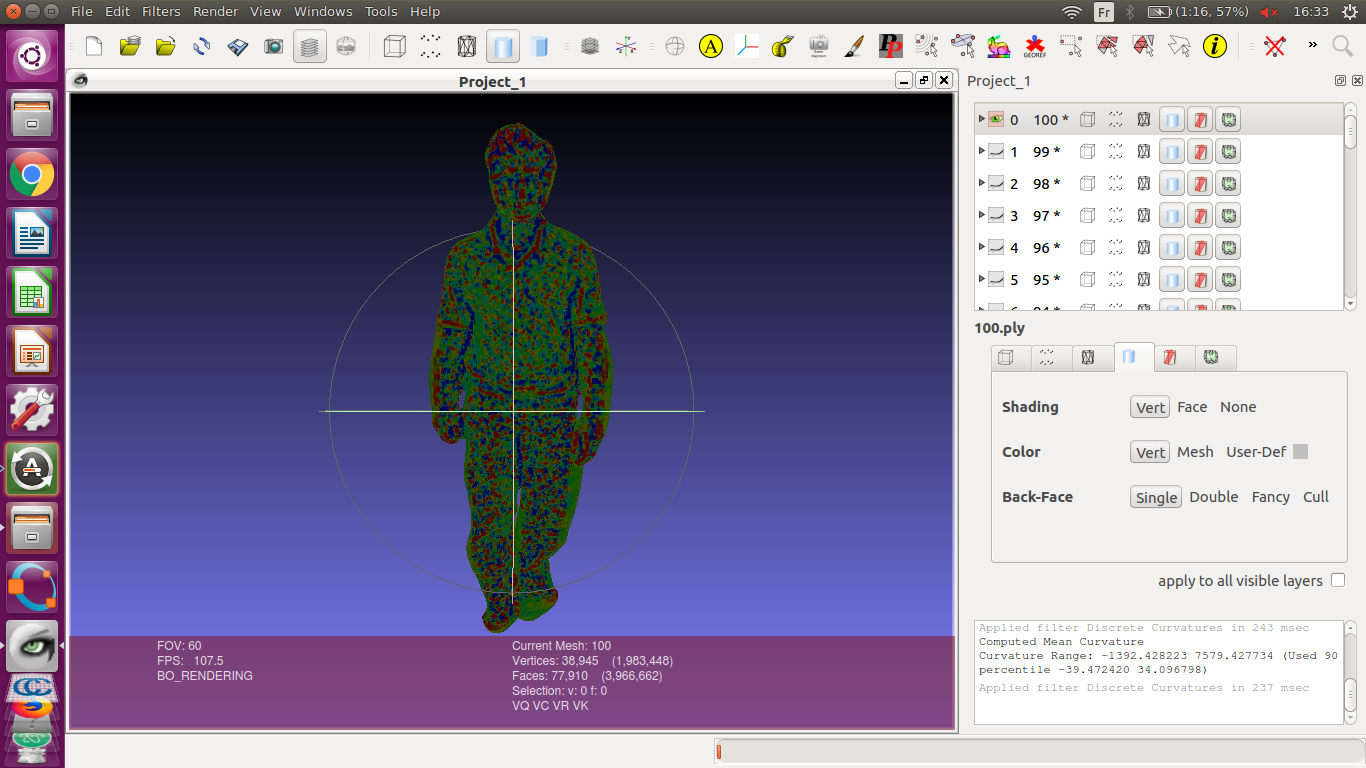 File Edit Filters Render View Windows Tools Help
Fr (1:16, 57%) 16:33
A PP GEOREF i »
Project_1
Project_1
0 100 *
1 99 *
2 98 *
3 97 *
4 96 *
5 95 *
100.ply
Shading Vert Face None
Color Vert Mesh User-Def
Back-Face Single Double Fancy Cull
apply to all visible layers
Applied filter Discrete Curvatures in 243 msec
Computed Mean Curvature
Curvature Range: -1392.428223 7579.427734 (Used 90
percentile -39.472420 34.096798)
Applied filter Discrete Curvatures in 237 msec
FOV: 60
FPS: 107.5
BO_RENDERING
Current Mesh: 100
Vertices: 38,945 (1,983,448)
Faces: 77,910 (3,966,662)
Selection: v: 0 f: 0
VQ VC VR VK